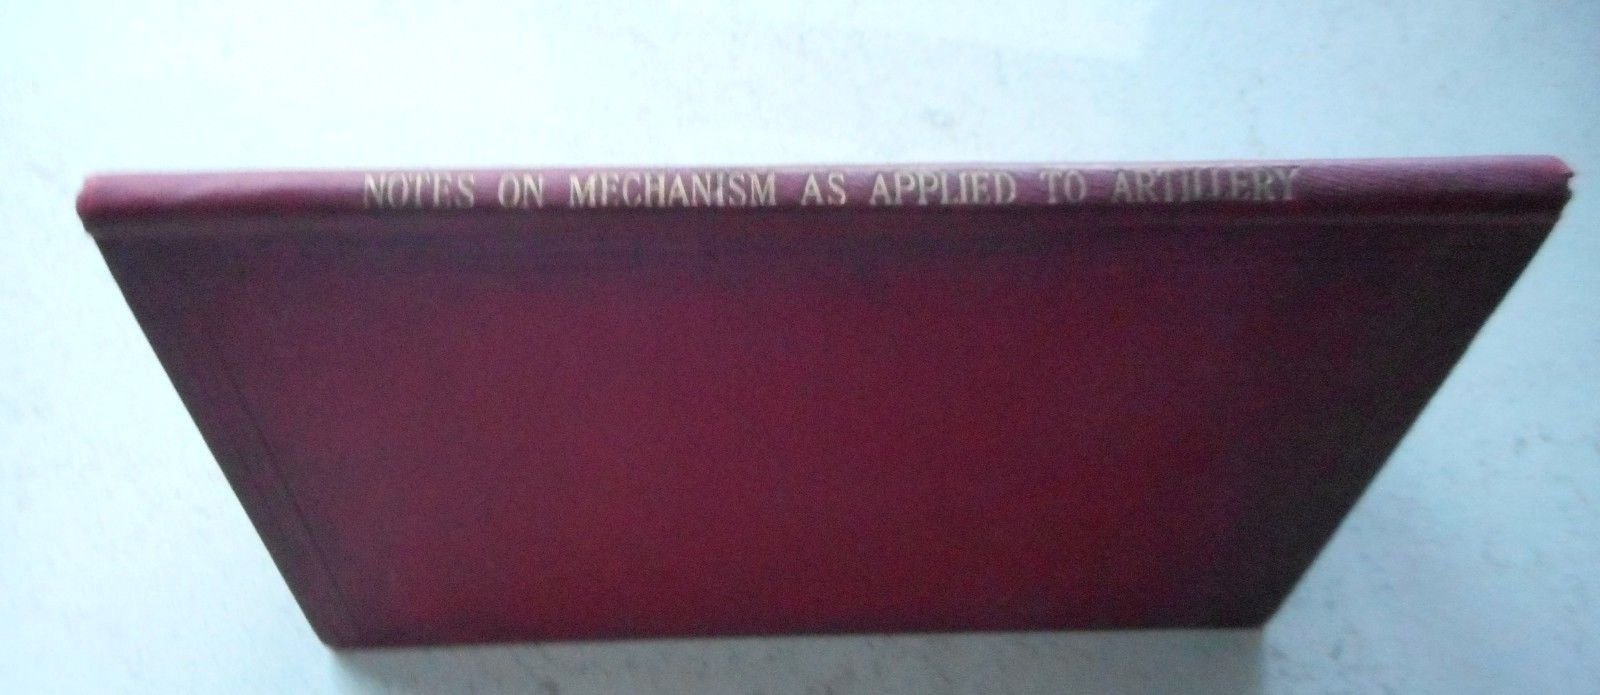 NOTES ON MECHANISM AS APPLIED TO ARTILLERY